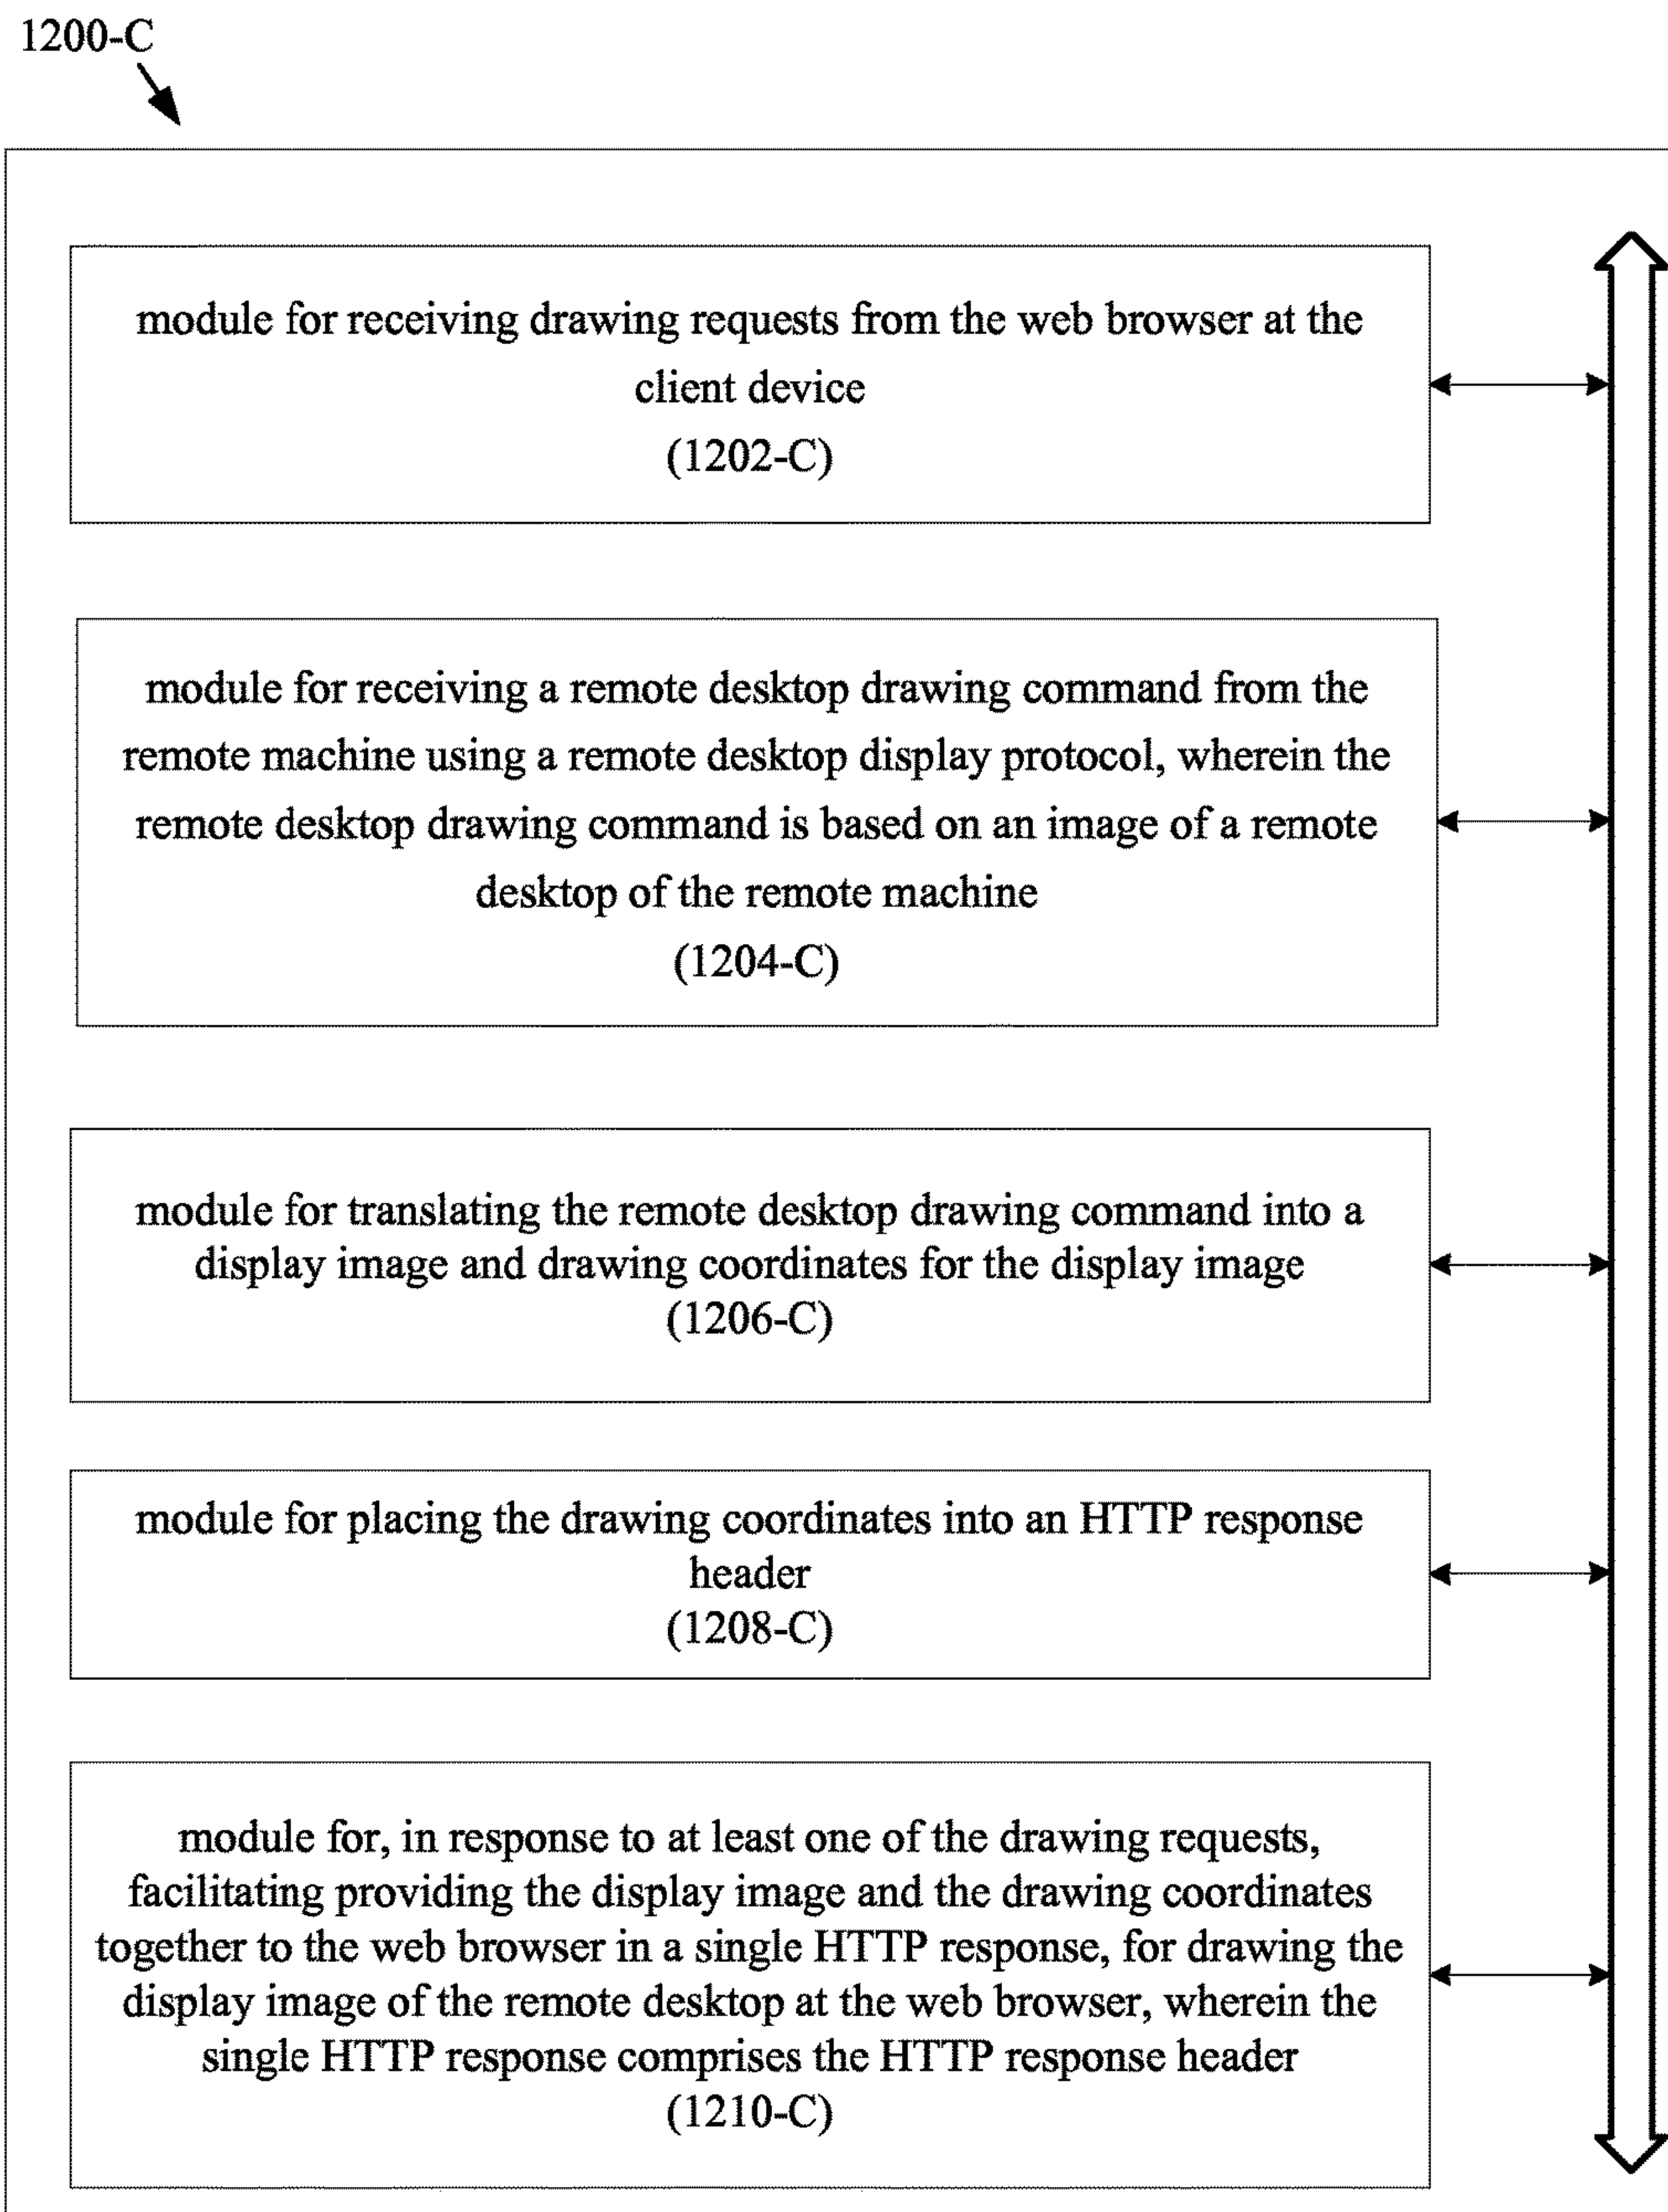 1200-C
module for receiving drawing requests from the web browser at the
client device
(1202-C)
module for receiving a remote desktop drawing command from the
remote machine using a remote desktop display protocol, wherein the
remote desktop drawing command is based on an image of a remote
desktop of the remote machine
(1204-C)
module for translating the remote desktop drawing command into a
display image and drawing coordinates for the display image
(1206-C)
module for placing the drawing coordinates into an HTTP response
header
(1208-C)
module for, in response to at least one of the drawing requests,
facilitating providing the display image and the drawing coordinates
together to the web browser in a single HTTP response, for drawing the
display image of the remote desktop at the web browser, wherein the
single HTTP response comprises the HTTP response header
(1210-C)